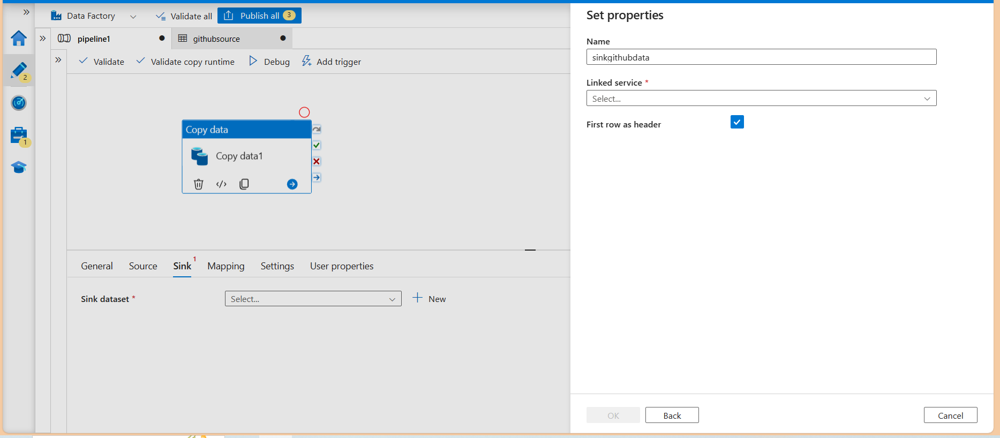 Data Factory
Validate all
Publish all 3
pipeline1
githubsource
2
1
Validate
Validate copy runtime
Debug
Add trigger
Copy data
Copy data1
General
Source
Sink 1
Mapping
Settings
User properties
Sink dataset *
Select...
New
Set properties
Name
sinkgithubdata
Linked service *
Select...
First row as header
OK
Back
Cancel